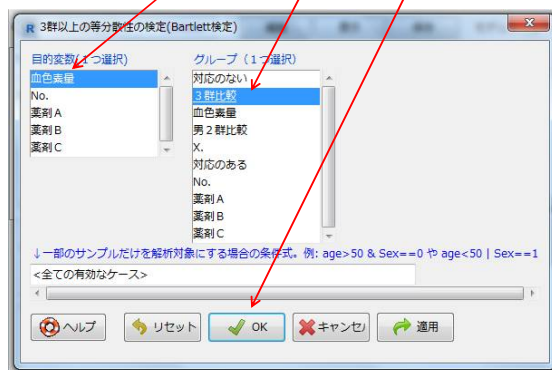 3群以上の等分散性の検定(Bartlett検定)
目的変数(1つ選択)
血色素量
No.
薬剤A
薬剤B
薬剤C
グループ(1つ選択)
対応のない
3群比較
血色素量
男2群比較
X.
対応のある
No.
薬剤A
薬剤B
薬剤C
↓一部のサンプルだけを解析対象にする場合の条件式。例: age>50 & Sex==0 や age<50 | Sex==1
<全ての有効なケース>
ヘルプ リセット OK キャンセル 適用